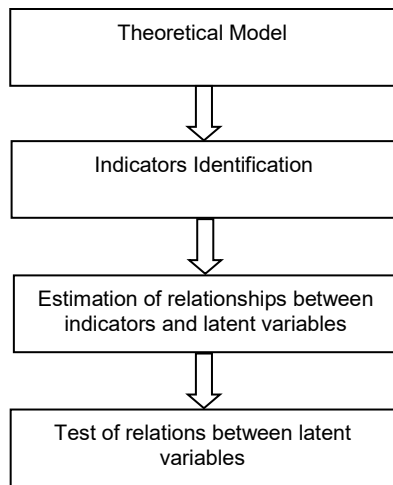 Theoretical Model
Indicators Identification
Estimation of relationships between
indicators and latent variables
Test of relations between latent
variables